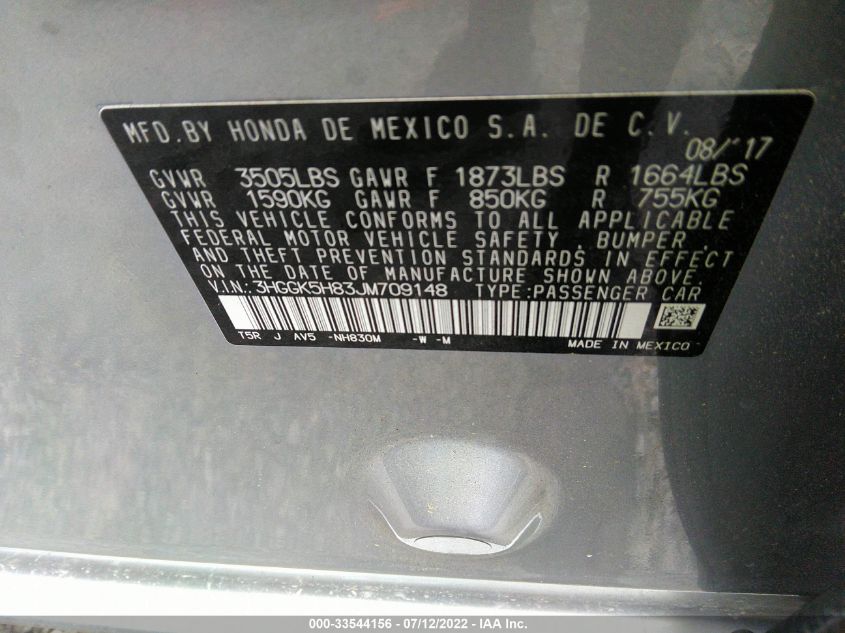 MFD.BY HONDA DE MEXICO S.A. DE C.V.
08/'17
GVWR 3505LBS GAWR F 1873LBS R 1664LBS
GVWR 1590KG GAWR F 850KG R 755KG
THIS VEHICLE CONFORMS TO ALL APPLICABLE
FEDERAL MOTOR VEHICLE SAFETY, BUMPER,
AND THEFT PREVENTION STANDARDS IN EFFECT
ON THE DATE OF MANUFACTURE SHOWN ABOVE.
V.I.N.: 3HGGK5H83JM709148 TYPE:PASSENGER CAR
T5R J AV5 -NH830M -W -M MADE IN MEXICO
000-33544156 - 07/12/2022 - IAA Inc.